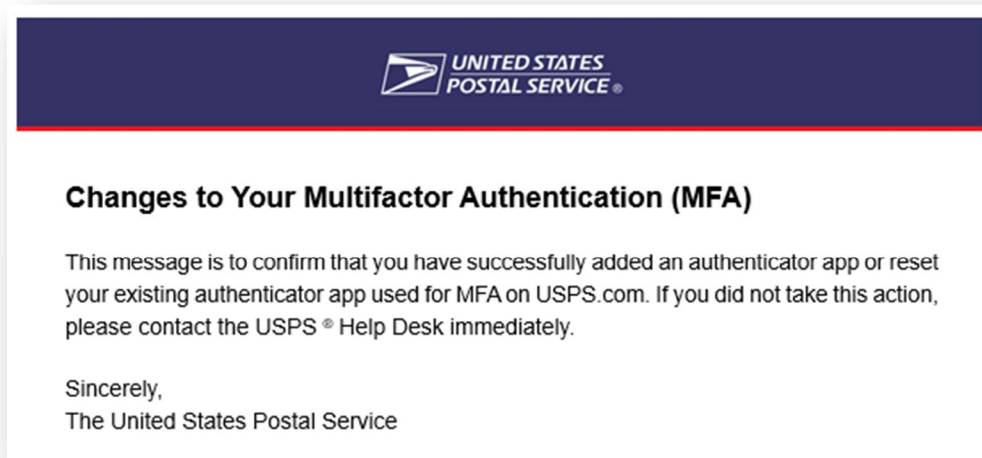 UNITED STATES
POSTAL SERVICE ®
Changes to Your Multifactor Authentication (MFA)
This message is to confirm that you have successfully added an authenticator app or reset
your existing authenticator app used for MFA on USPS.com. If you did not take this action,
please contact the USPS ® Help Desk immediately.
Sincerely,
The United States Postal Service